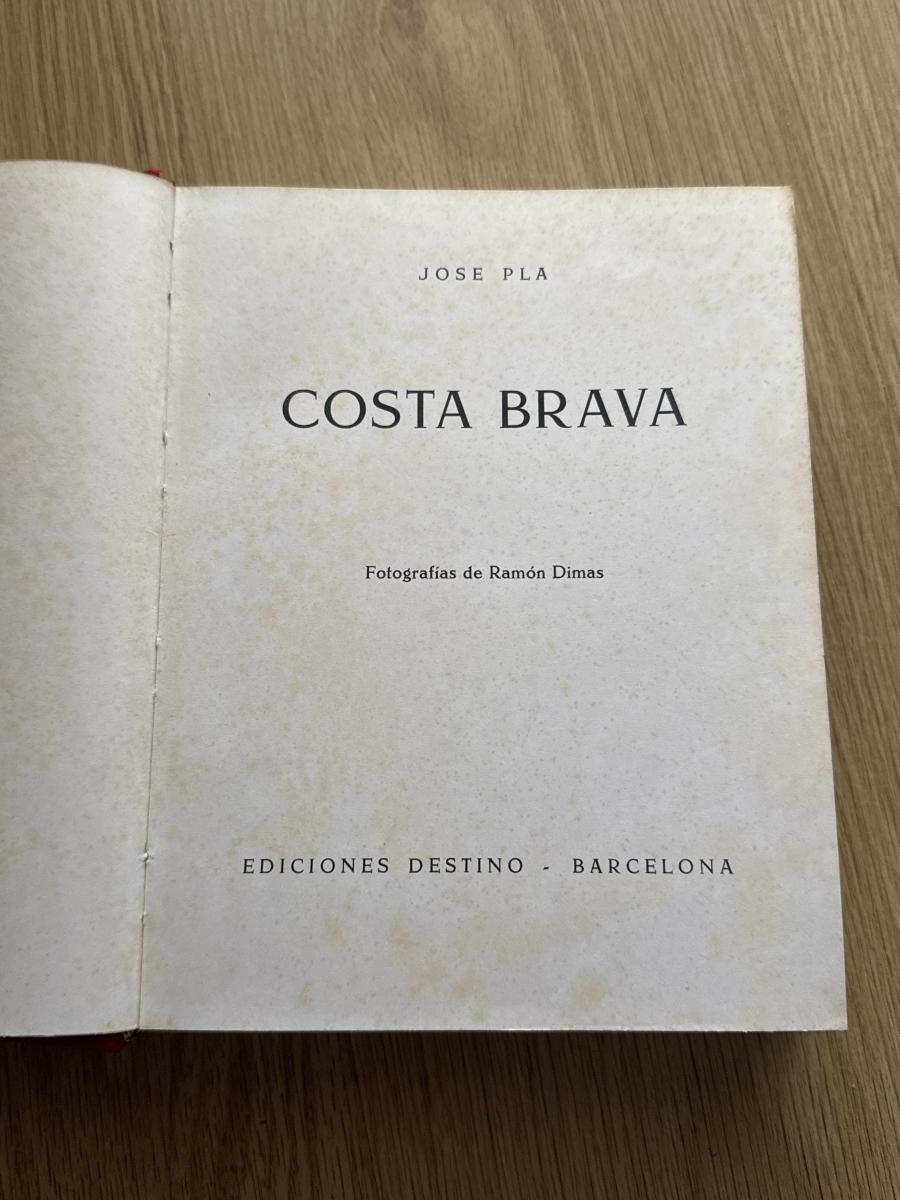 JOSE PLA
COSTA BRAVA
Fotografías de Ramón Dimas
EDICIONES DESTINO - BARCELONA